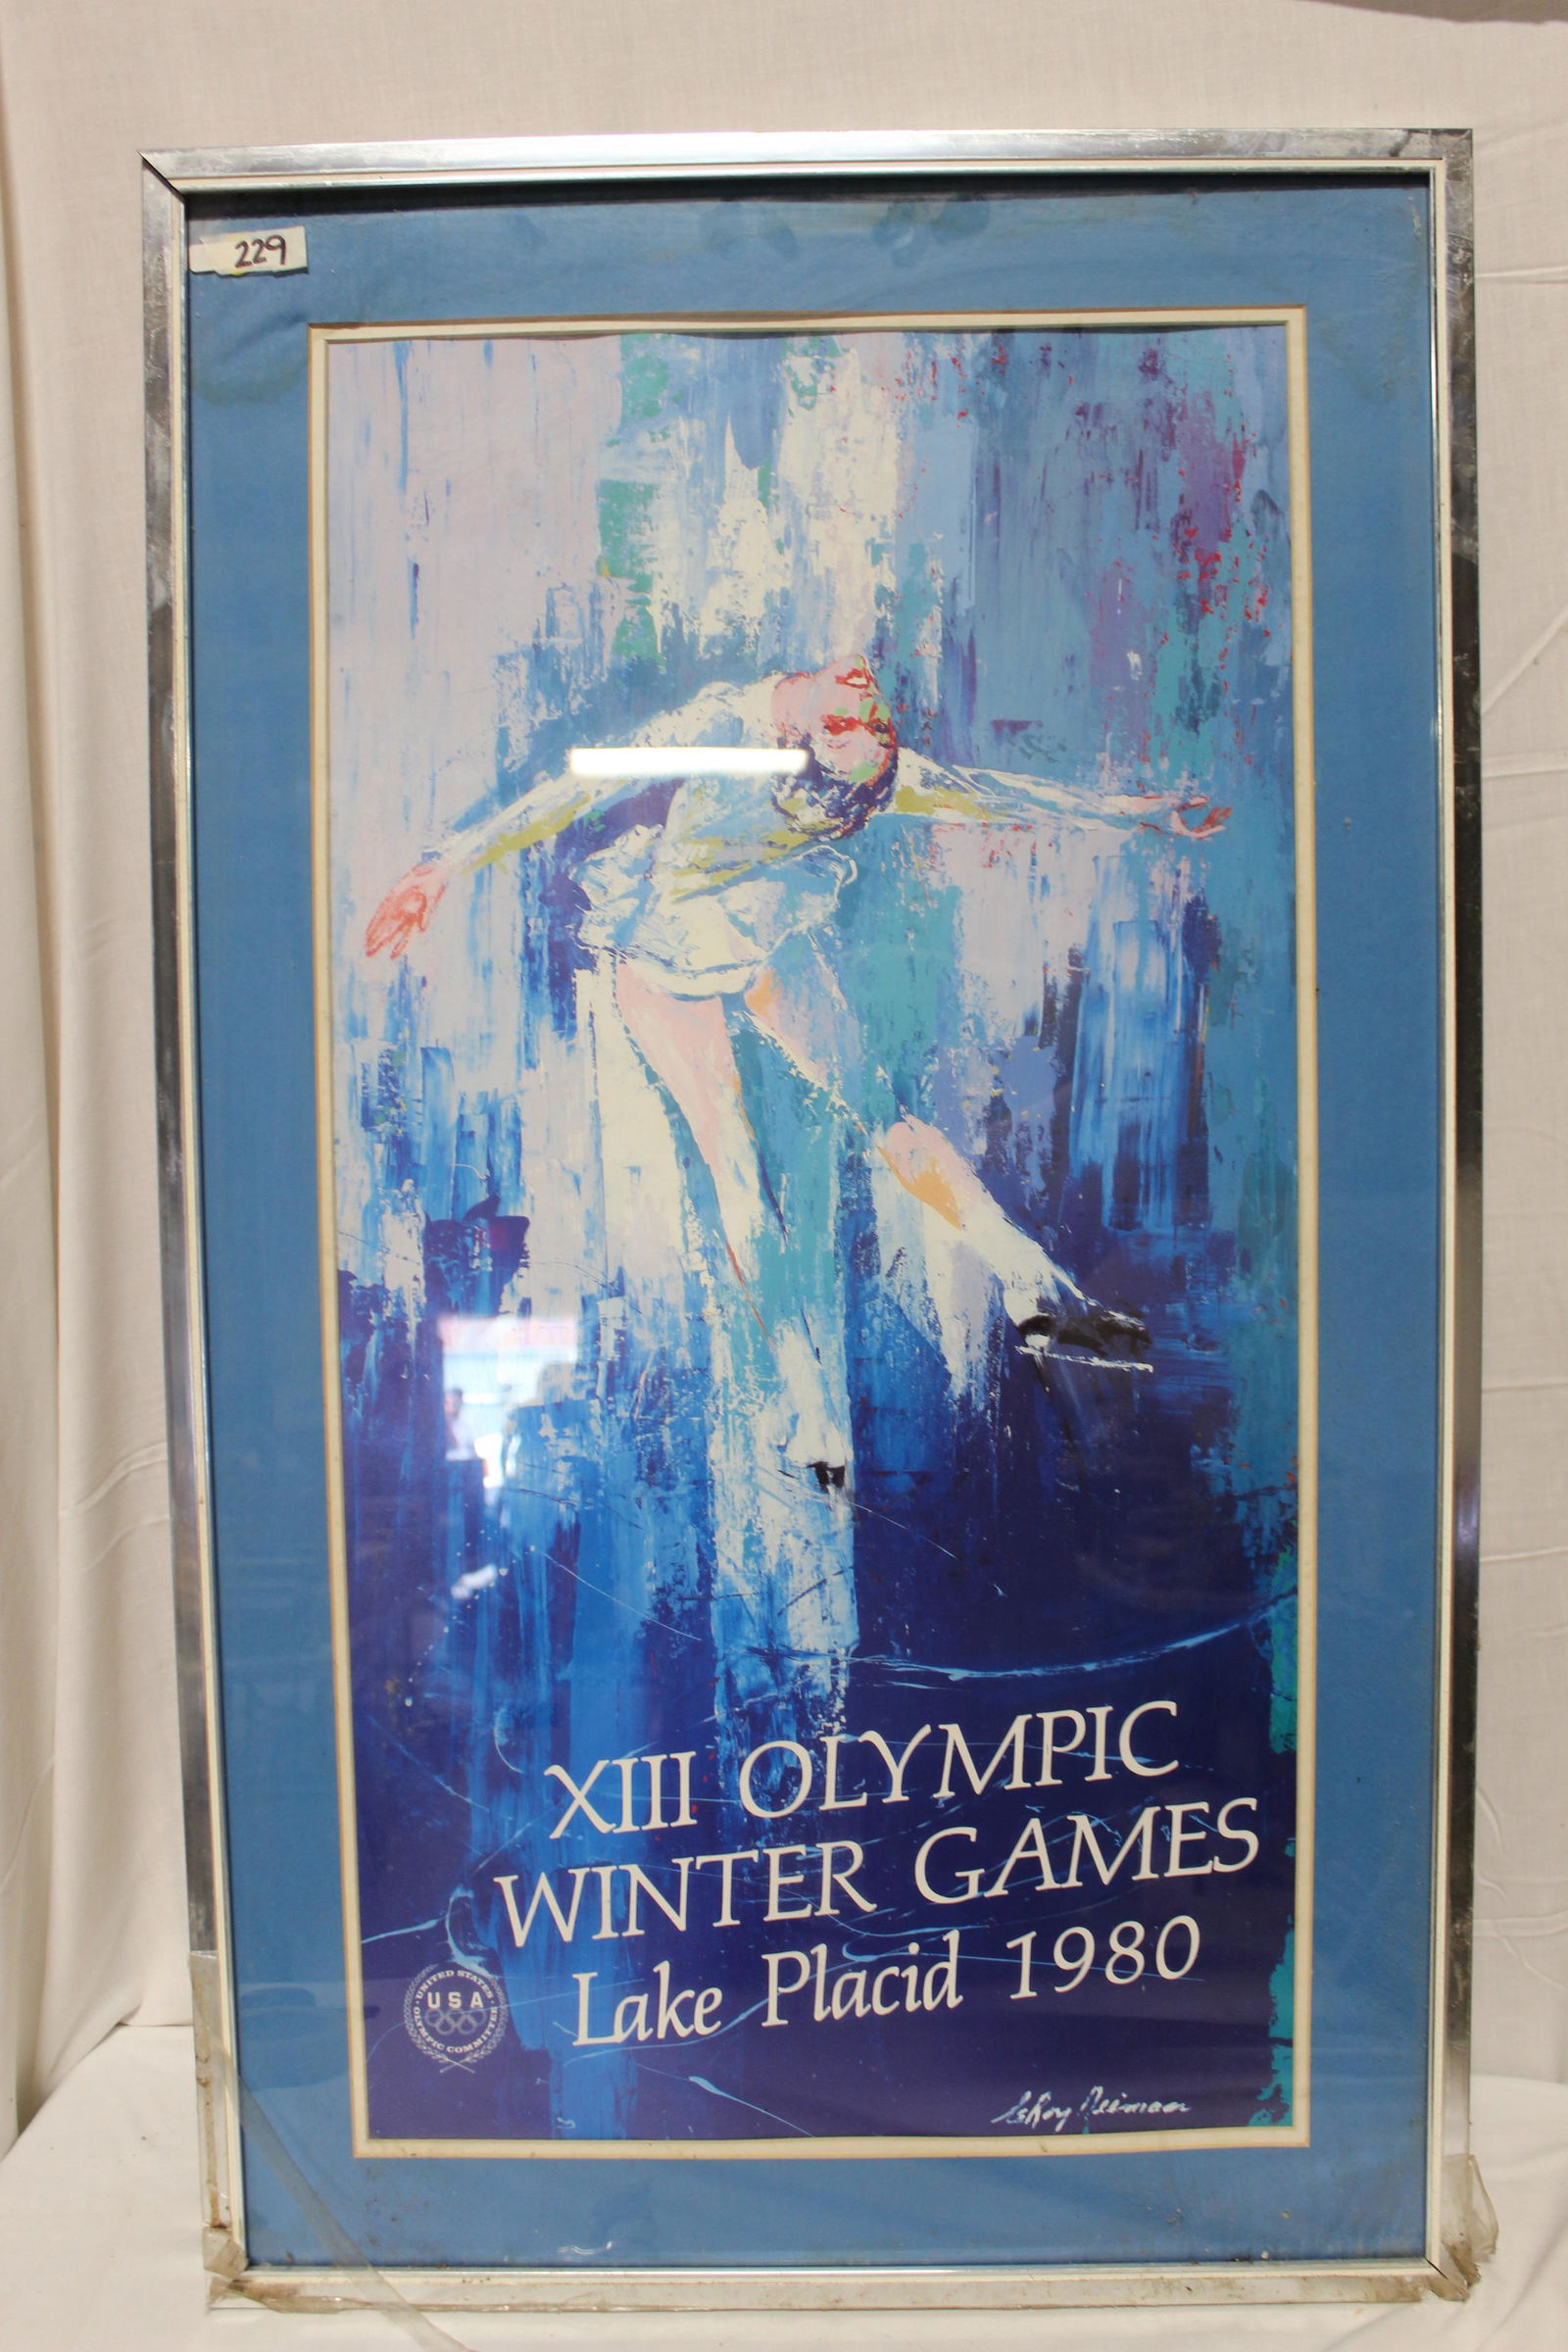 229
XIII OLYMPIC
WINTER GAMES
Lake Placid 1980
UNITED STATES
USA
OLYMPIC COMMITTEE
LeRoy Neiman